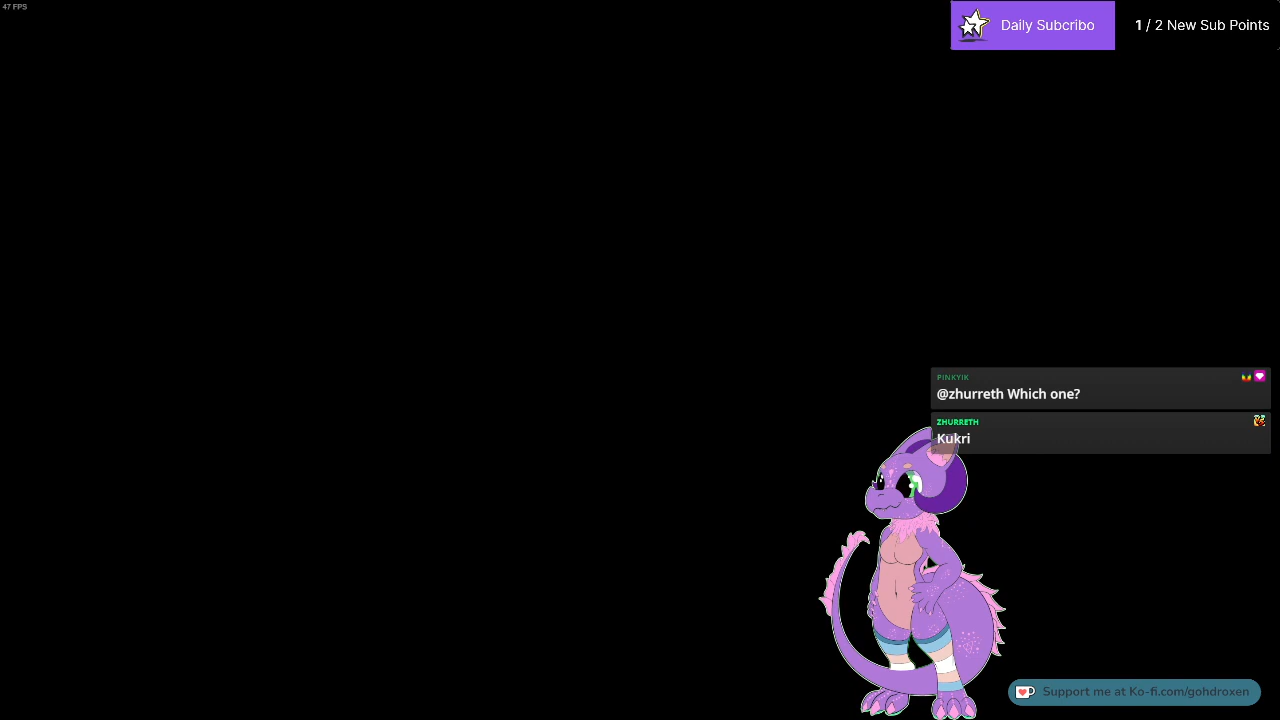 47 FPS
Daily Subcribo
1 / 2 New Sub Points
PINKYIK
@zhurreth Which one?
ZHURRETH
Kukri
Support me at Ko-fi.com/gohdroxen